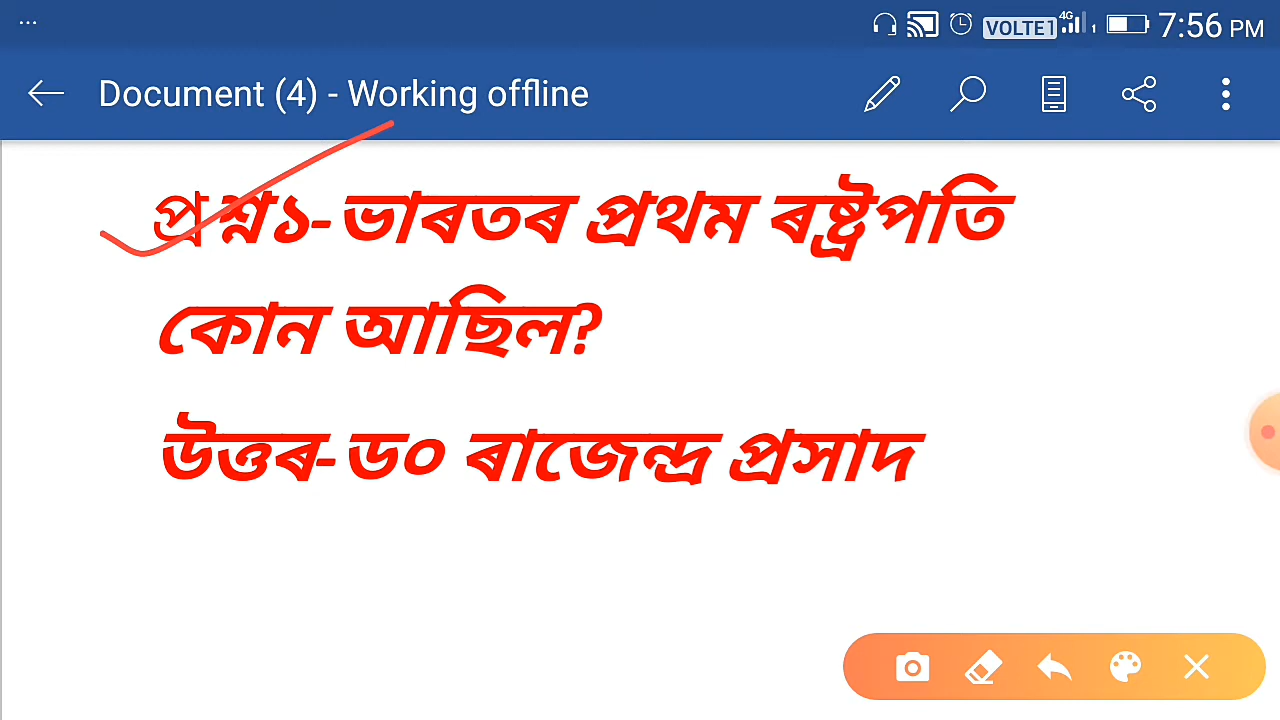 ...
VOLTE1 4G 1 7:56 PM
Document (4) - Working offline
প্ৰশ্ন১-ভাৰতৰ প্ৰথম ৰষ্ট্ৰপতি
কোন আছিল?
উত্তৰ-ড০ ৰাজেন্দ্ৰ প্ৰসাদ